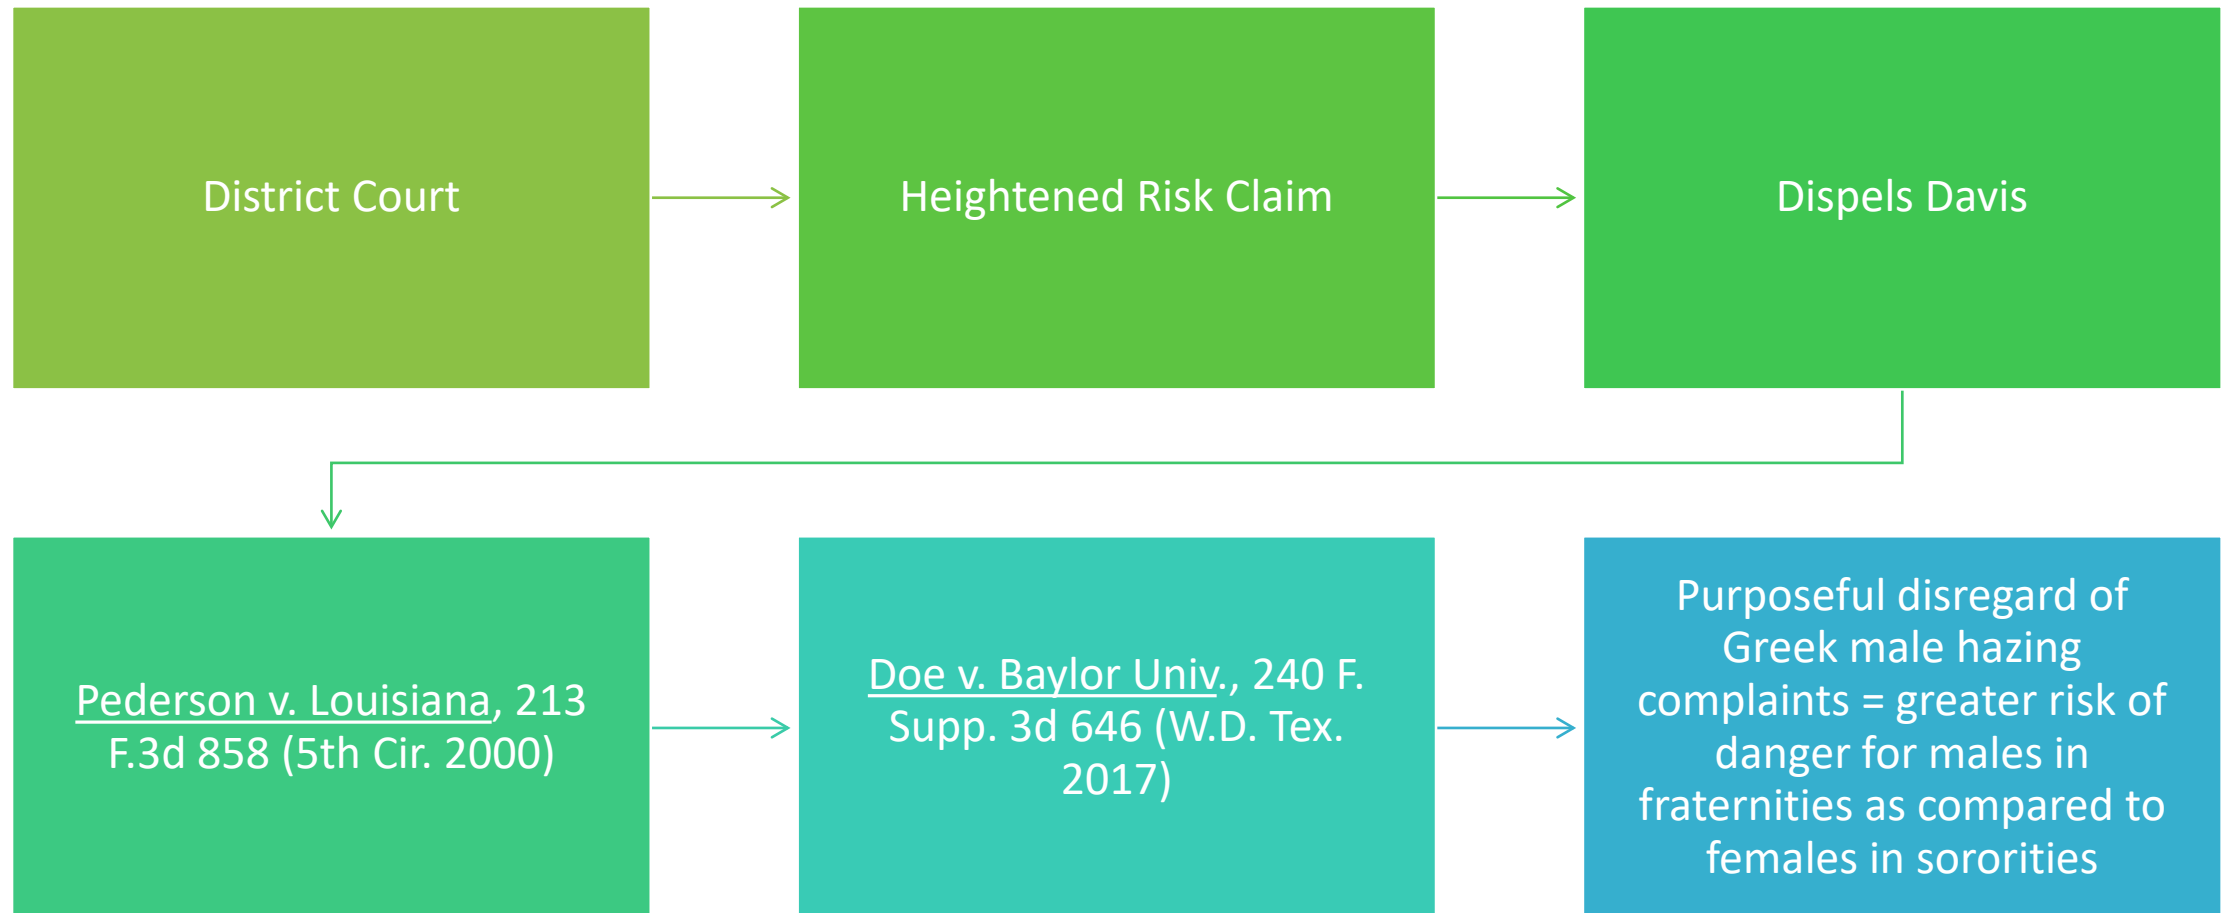 District Court
Heightened Risk Claim
Dispels Davis
Pederson v. Louisiana, 213
F.3d 858 (5th Cir. 2000)
Doe v. Baylor Univ., 240 F.
Supp. 3d 646 (W.D. Tex.
2017)
Purposeful disregard of
Greek male hazing
complaints = greater risk of
danger for males in
fraternities as compared to
females in sororities